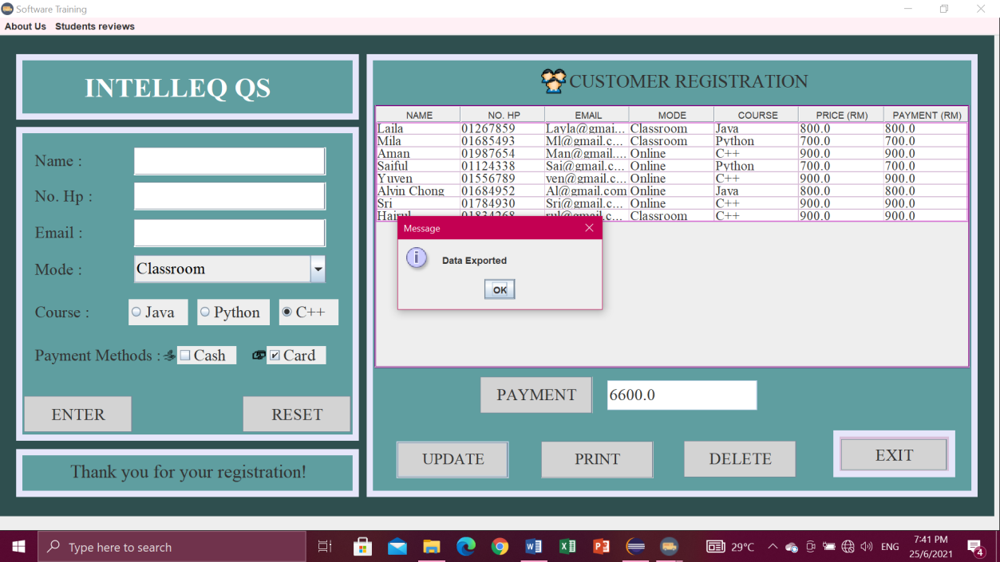 Software Training
About Us Students reviews
INTELLEQ QS
Name :
No. Hp :
Email :
Mode : Classroom
Course : Java Python C++
Payment Methods : Cash Card
ENTER RESET
Thank you for your registration!
CUSTOMER REGISTRATION
NAME NO. HP EMAIL MODE COURSE PRICE (RM) PAYMENT (RM)
Laila 01267859 Layla@gmai... Classroom Java 800.0 800.0
Mila 01685493 Ml@gmail.c... Classroom Python 700.0 700.0
Aman 01987654 Man@gmail.... Online C++ 900.0 900.0
Saiful 01124338 Sai@gmail.c... Online Python 700.0 700.0
Yuven 01556789 ven@gmail.c... Online C++ 900.0 900.0
Alvin Chong 01684952 Al@gmail.com Online Java 800.0 800.0
Sri 01784930 Sri@gmail.c... Online C++ 900.0 900.0
Hairul 01834268 rul@gmail.c... Classroom C++ 900.0 900.0
Message
Data Exported
OK
PAYMENT 6600.0
UPDATE PRINT DELETE EXIT
Type here to search
29°C ENG
7:41 PM
25/6/2021
4